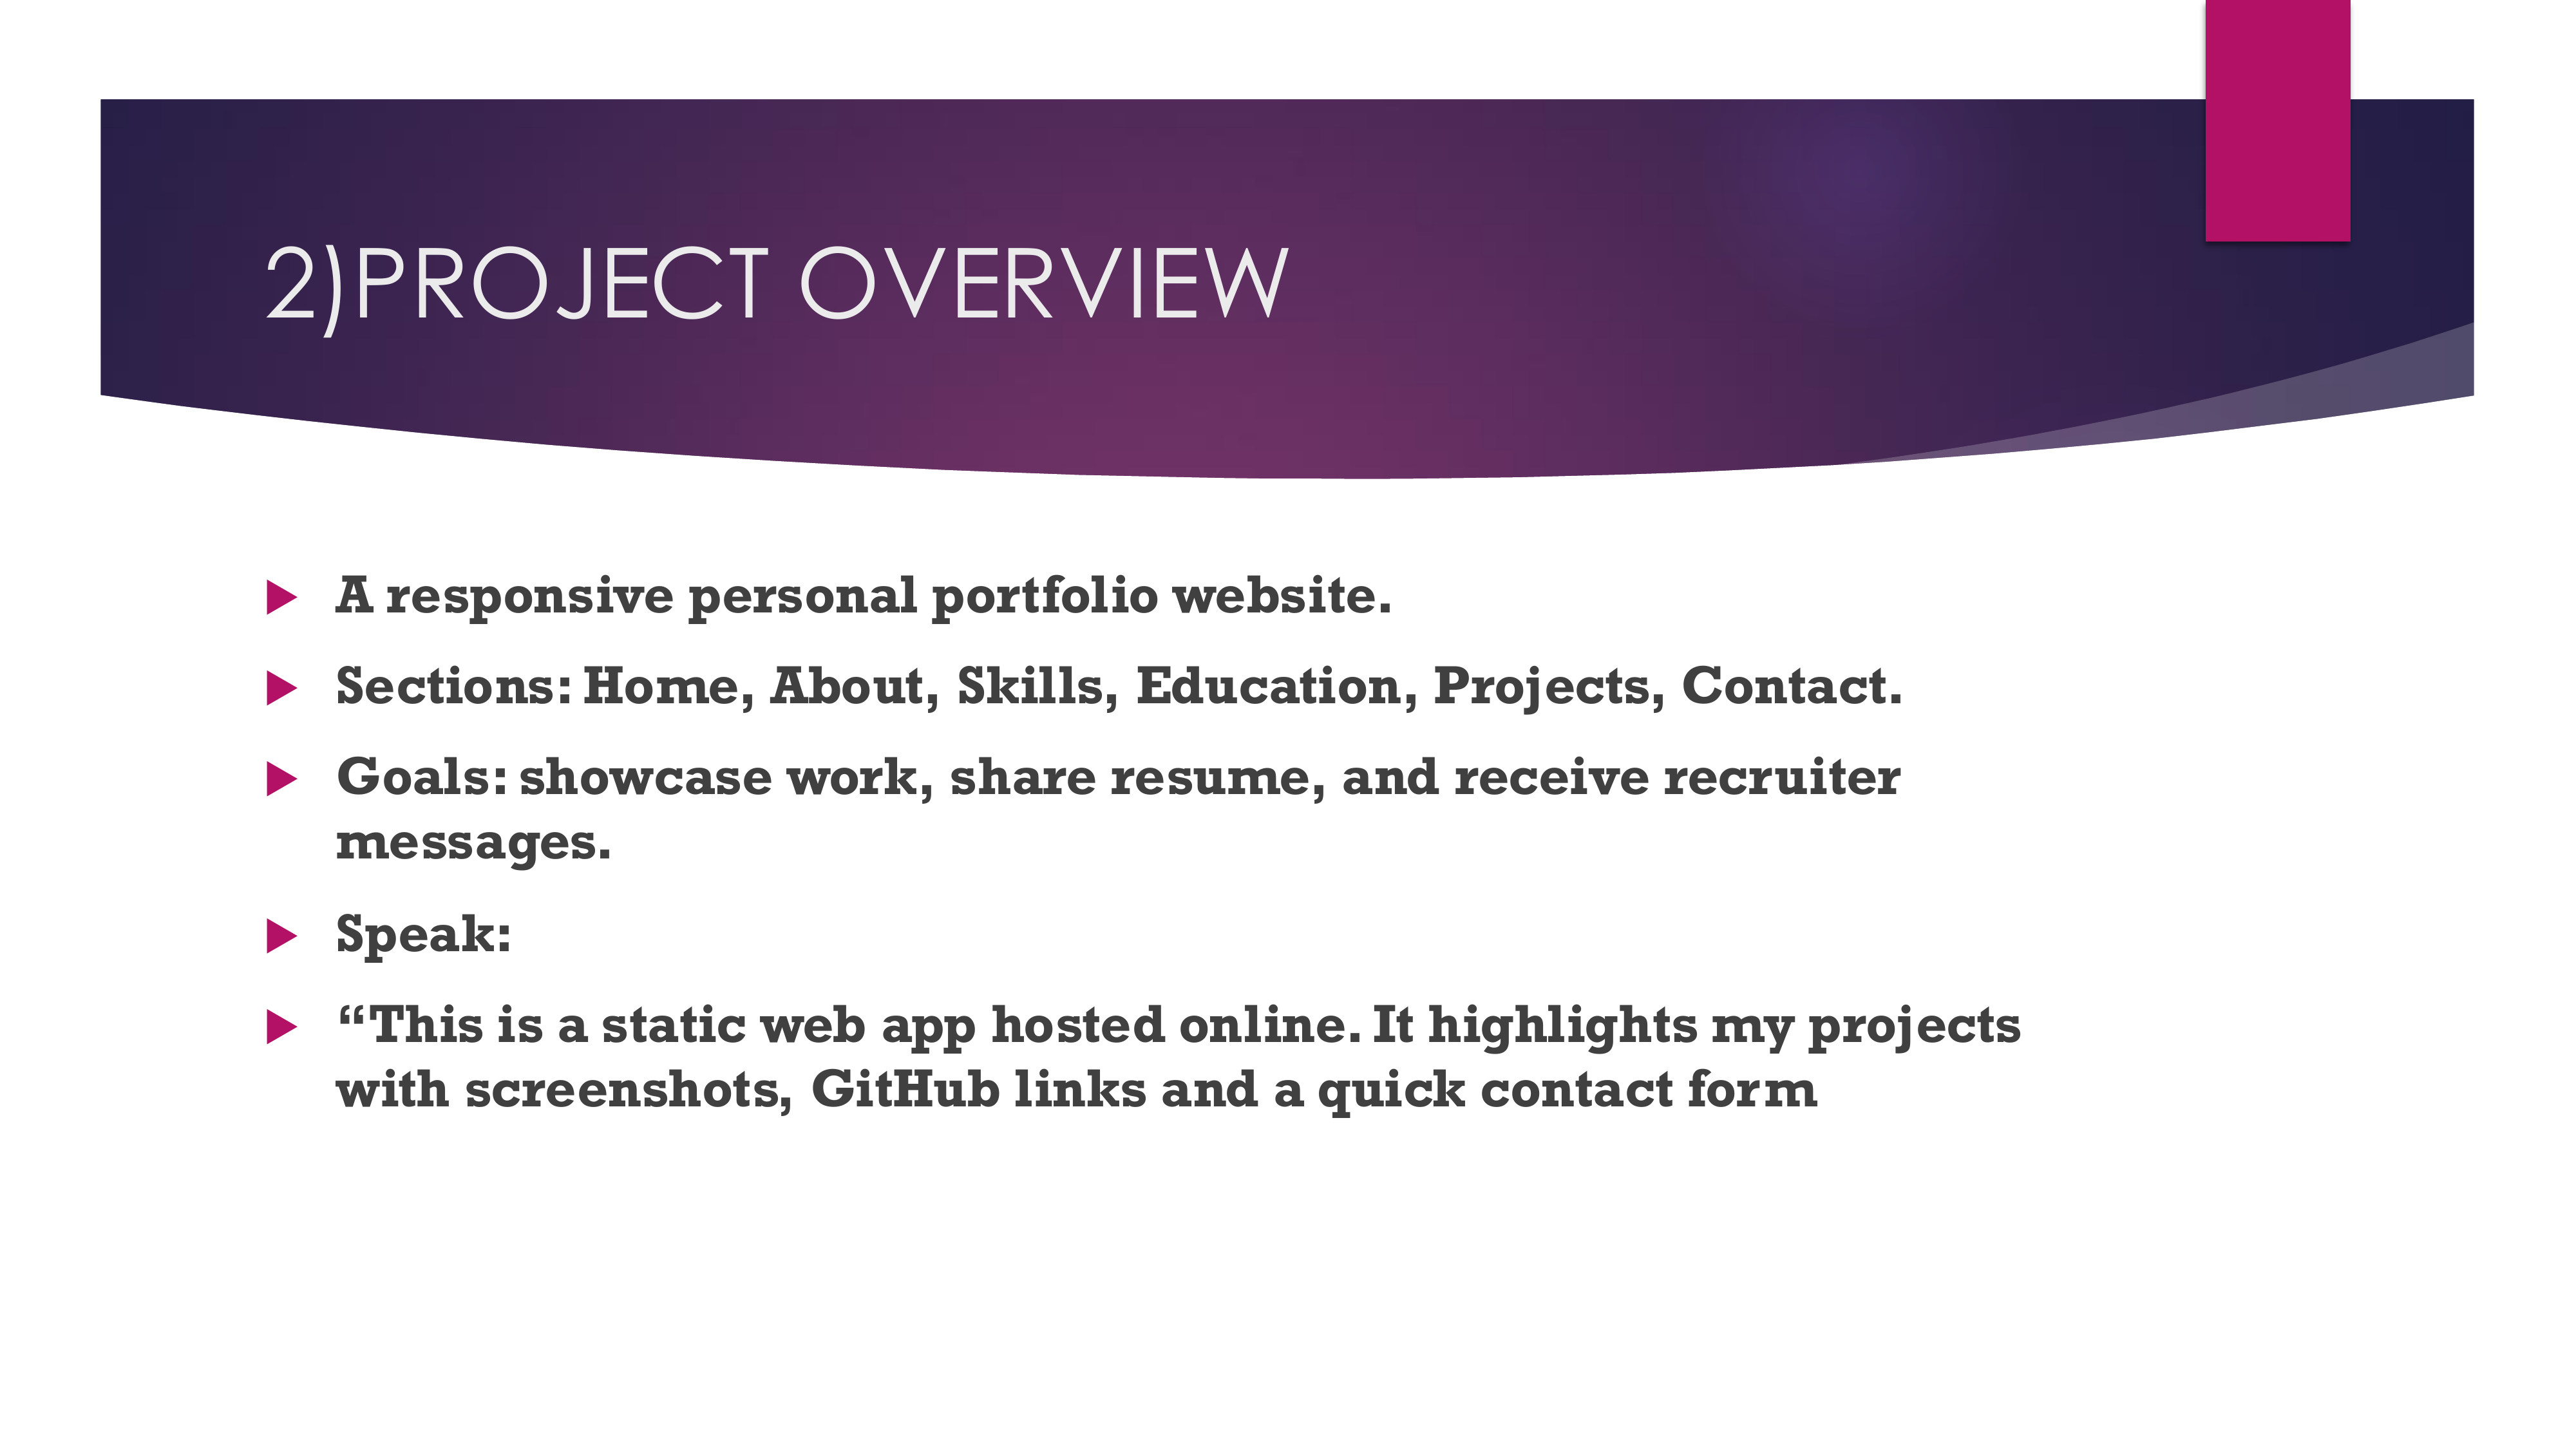 2)PROJECT OVERVIEW
A responsive personal portfolio website.
Sections: Home, About, Skills, Education, Projects, Contact.
Goals: showcase work, share resume, and receive recruiter
messages.
Speak:
“This is a static web app hosted online. It highlights my projects
with screenshots, GitHub links and a quick contact form